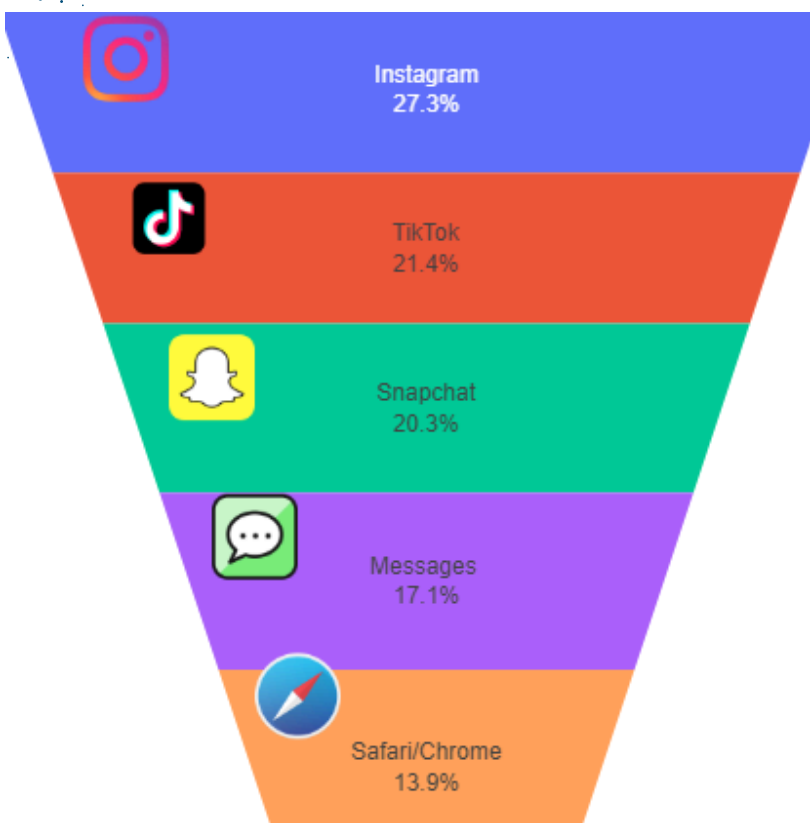 Instagram
27.3%
TikTok
21.4%
Snapchat
20.3%
Messages
17.1%
Safari/Chrome
13.9%